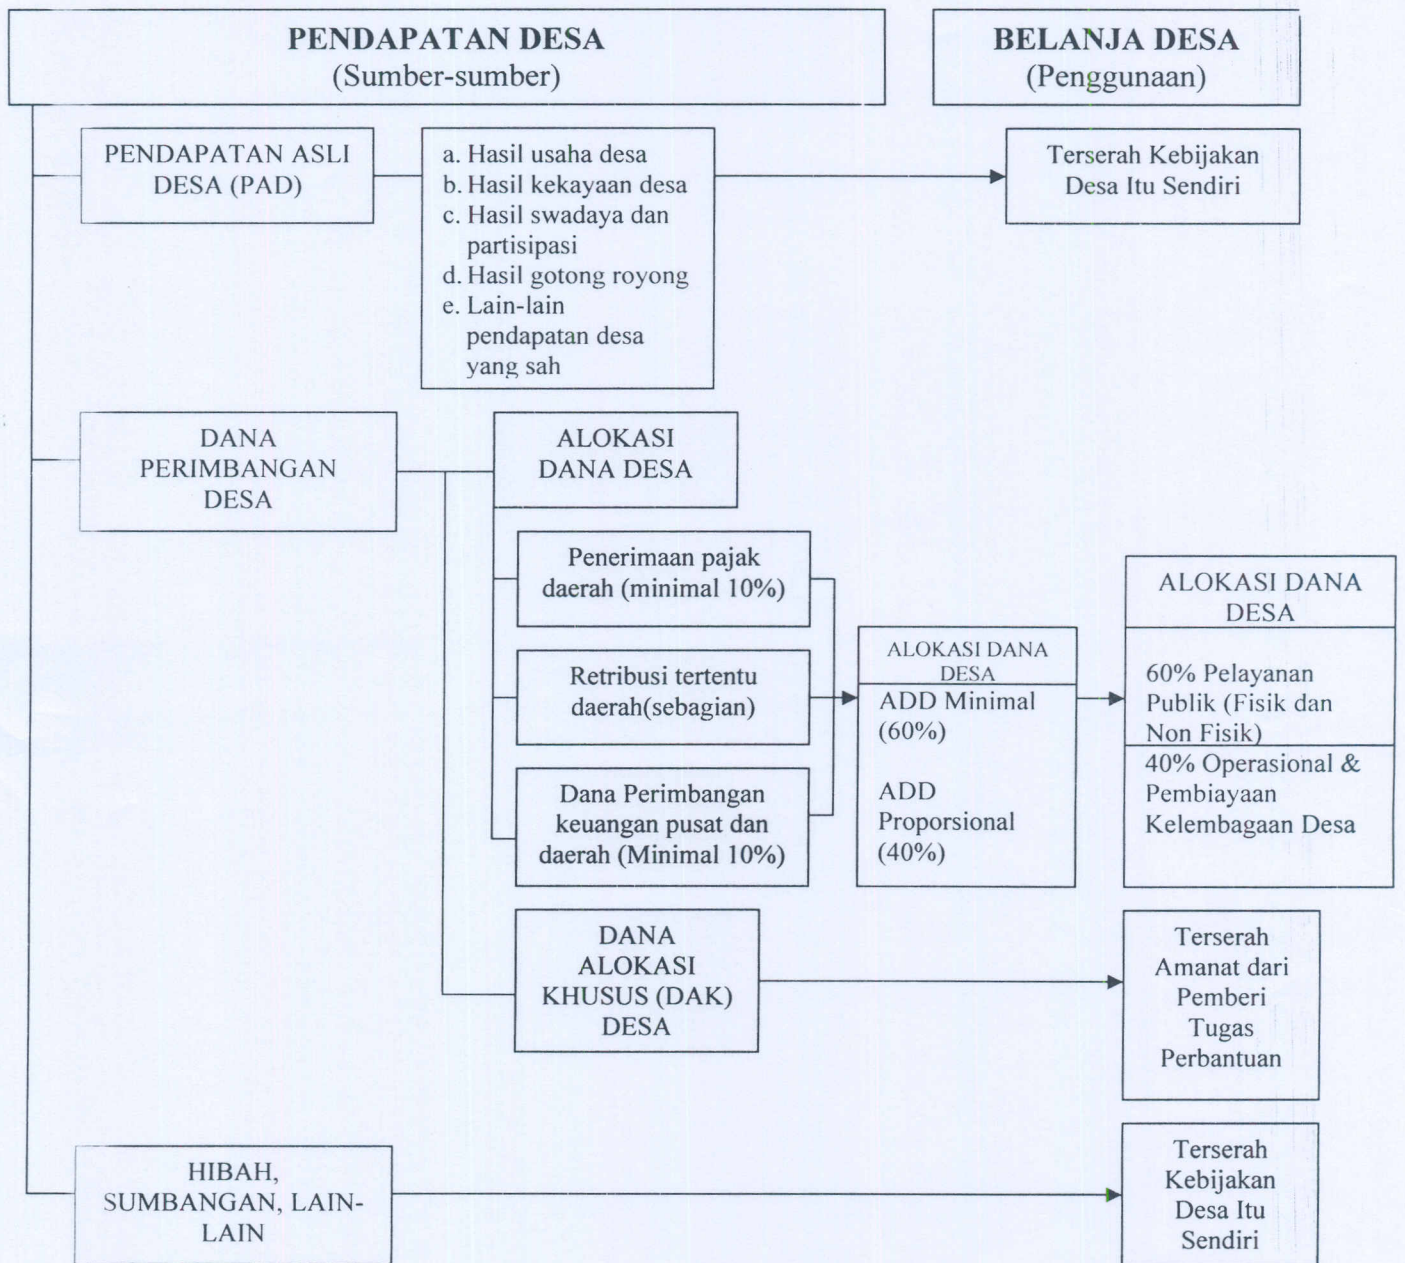 PENDAPATAN DESA
(Sumber-sumber)
BELANJA DESA
(Penggunaan)
PENDAPATAN ASLI
DESA (PAD)
a. Hasil usaha desa
b. Hasil kekayaan desa
c. Hasil swadaya dan
partisipasi
d. Hasil gotong royong
e. Lain-lain
pendapatan desa
yang sah
Terserah Kebijakan
Desa Itu Sendiri
DANA
PERIMBANGAN
DESA
ALOKASI
DANA DESA
Penerimaan pajak
daerah (minimal 10%)
Retribusi tertentu
daerah(sebagian)
Dana Perimbangan
keuangan pusat dan
daerah (Minimal 10%)
ALOKASI DANA
DESA
ADD Minimal
(60%)
ADD
Proporsional
(40%)
ALOKASI DANA
DESA
60% Pelayanan
Publik (Fisik dan
Non Fisik)
40% Operasional &
Pembiayaan
Kelembagaan Desa
DANA
ALOKASI
KHUSUS (DAK)
DESA
Terserah
Amanat dari
Pemberi
Tugas
Perbantuan
HIBAH,
SUMBANGAN, LAIN-
LAIN
Terserah
Kebijakan
Desa Itu
Sendiri